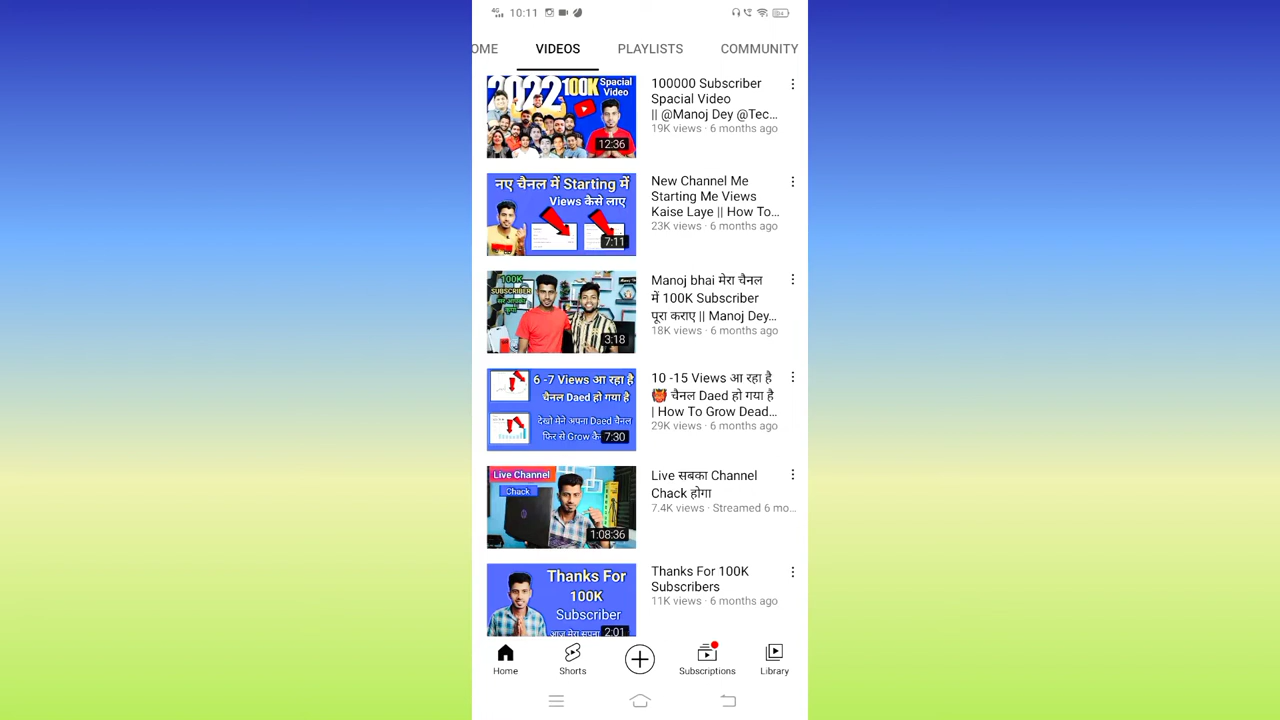 4G 10:11
OME VIDEOS PLAYLISTS COMMUNITY
2022 100K Spacial
Video
12:36
100000 Subscriber
Spacial Video
|| @Manoj Dey @Tec...
19K views · 6 months ago
नए चैनल में Starting में
Views कैसे लाए
7:11
New Channel Me
Starting Me Views
Kaise Laye || How To...
23K views · 6 months ago
100K
SUBSCRIBER
3:18
Manoj bhai मेरा चैनल
में 100K Subscriber
पूरा कराए || Manoj Dey...
18K views · 6 months ago
6 -7 Views आ रहा है
चैनल Daed हो गया है
देखो मेने अपना Daed चैनल
फिर से Grow
7:30
10 -15 Views आ रहा है
👹 चैनल Daed हो गया है
| How To Grow Dead...
29K views · 6 months ago
Live Channel
Chack
1:08:36
Live सबका Channel
Chack होगा
7.4K views · Streamed 6 mo...
Thanks For
100K
Subscriber
आज मेरा सपना
2:01
Thanks For 100K
Subscribers
11K views · 6 months ago
Home Shorts Subscriptions Library